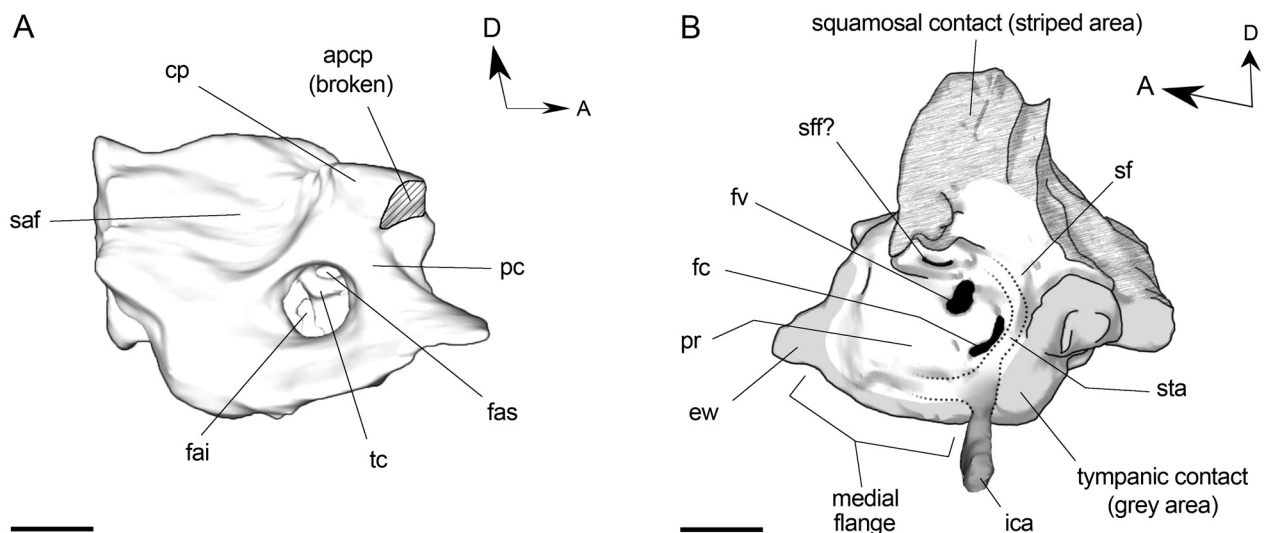 A
D
A
cp
apcp
(broken)
saf
pc
fas
tc
fai
B
squamosal contact (striped area)
D
A
sff?
sf
fv
fc
pr
ew
sta
medial
flange
ica
tympanic contact
(grey area)